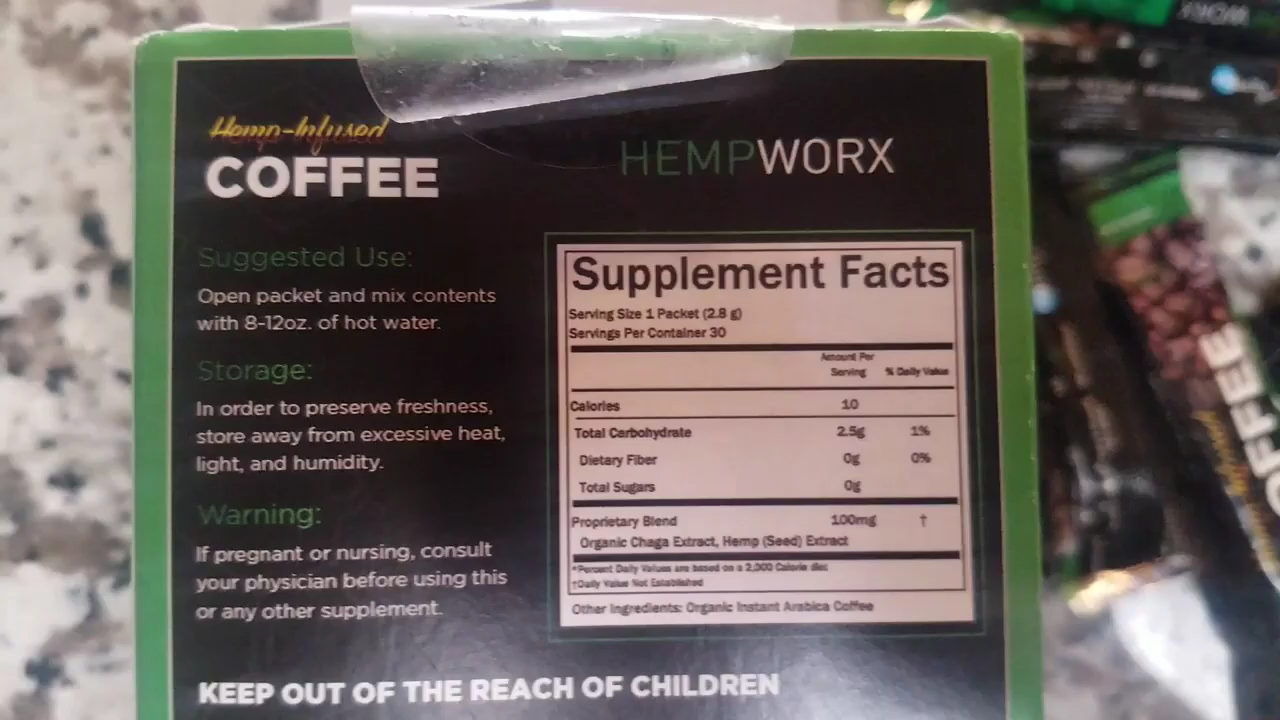 Hemp-Infused
COFFEE
HEMPWORX
Suggested Use:
Open packet and mix contents
with 8-12oz. of hot water.
Storage:
In order to preserve freshness,
store away from excessive heat,
light, and humidity.
Warning:
If pregnant or nursing, consult
your physician before using this
or any other supplement.
Supplement Facts
Serving Size 1 Packet (2.8 g)
Servings Per Container 30
Amount Per
Serving % Daily Value
Calories 10
Total Carbohydrate 2.5g 1%
Dietary Fiber 0g 0%
Total Sugars 0g
Proprietary Blend 100mg †
Organic Chaga Extract, Hemp (Seed) Extract
*Percent Daily Values are based on a 2,000 Calorie diet
†Daily Value Not Established
Other Ingredients: Organic Instant Arabica Coffee
KEEP OUT OF THE REACH OF CHILDREN
WORX
COFFEE